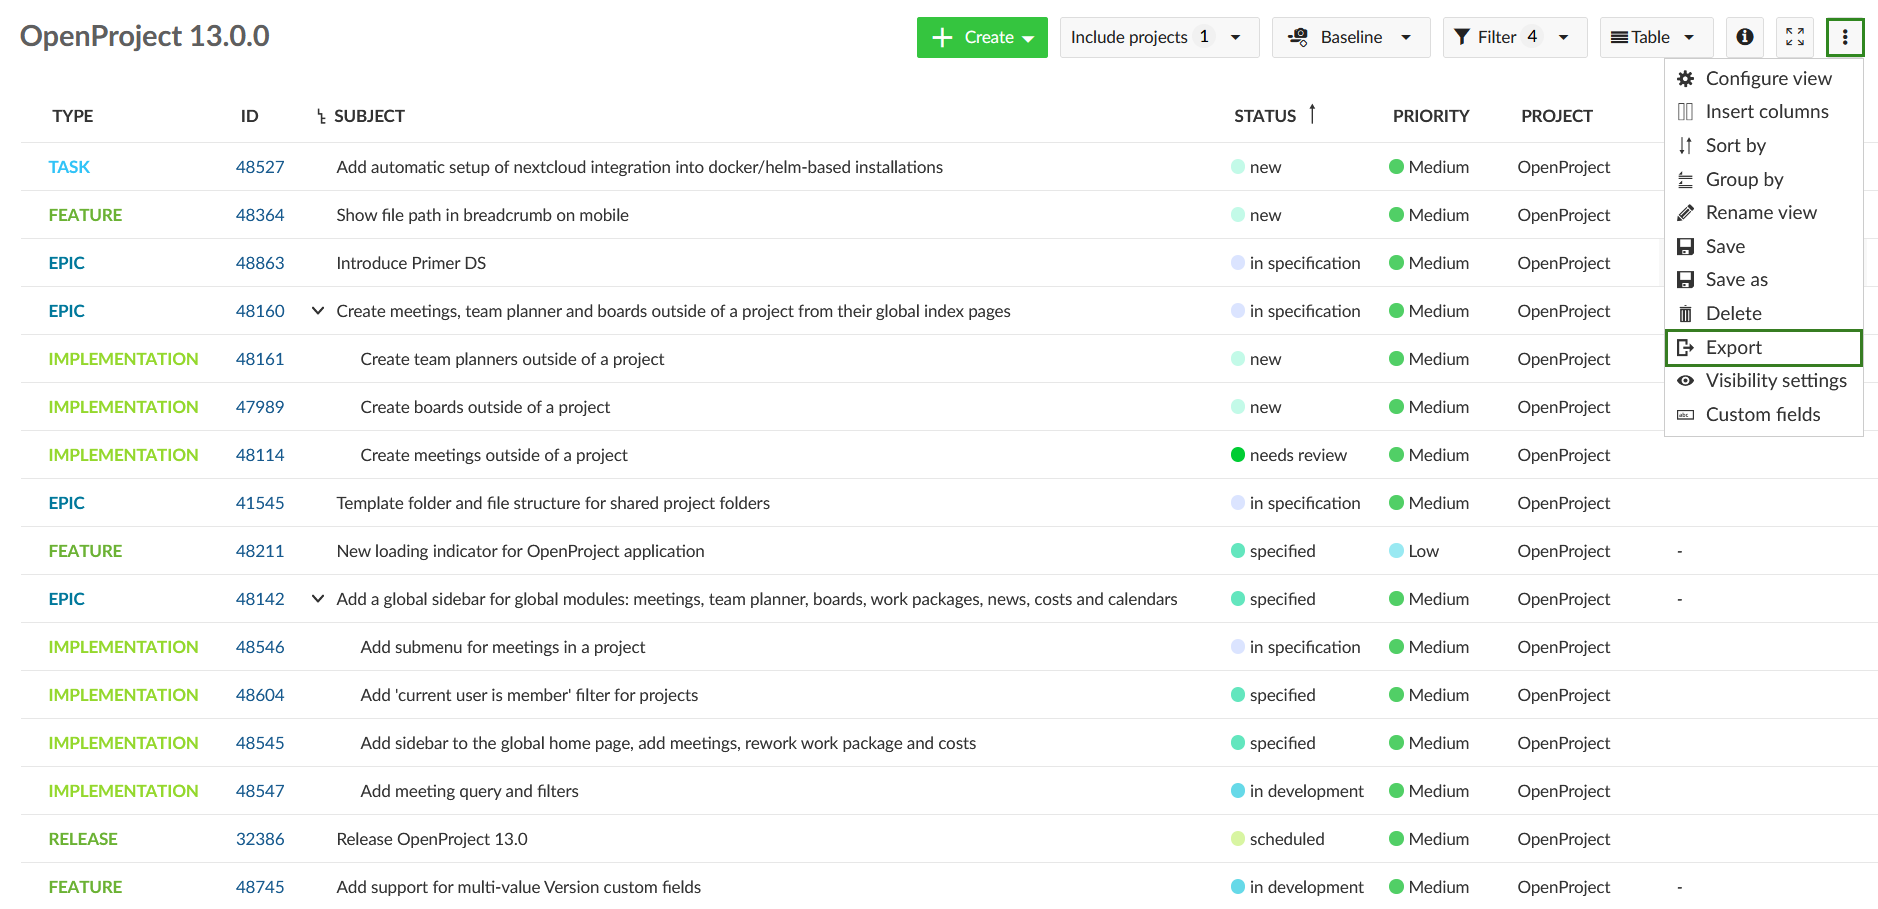 OpenProject 13.0.0
Create
Include projects 1
Baseline
Filter 4
Table
Configure view
Insert columns
Sort by
Group by
Rename view
Save
Save as
Delete
Export
Visibility settings
abc Custom fields
TYPE ID SUBJECT STATUS PRIORITY PROJECT
TASK 48527 Add automatic setup of nextcloud integration into docker/helm-based installations new Medium OpenProject
FEATURE 48364 Show file path in breadcrumb on mobile new Medium OpenProject
EPIC 48863 Introduce Primer DS in specification Medium OpenProject
EPIC 48160 Create meetings, team planner and boards outside of a project from their global index pages in specification Medium OpenProject
IMPLEMENTATION 48161 Create team planners outside of a project new Medium OpenProject
IMPLEMENTATION 47989 Create boards outside of a project new Medium OpenProject
IMPLEMENTATION 48114 Create meetings outside of a project needs review Medium OpenProject
EPIC 41545 Template folder and file structure for shared project folders in specification Medium OpenProject
FEATURE 48211 New loading indicator for OpenProject application specified Low OpenProject -
EPIC 48142 Add a global sidebar for global modules: meetings, team planner, boards, work packages, news, costs and calendars specified Medium OpenProject -
IMPLEMENTATION 48546 Add submenu for meetings in a project in specification Medium OpenProject
IMPLEMENTATION 48604 Add 'current user is member' filter for projects specified Medium OpenProject
IMPLEMENTATION 48545 Add sidebar to the global home page, add meetings, rework work package and costs specified Medium OpenProject
IMPLEMENTATION 48547 Add meeting query and filters in development Medium OpenProject
RELEASE 32386 Release OpenProject 13.0 scheduled Medium OpenProject
FEATURE 48745 Add support for multi-value Version custom fields in development Medium OpenProject -